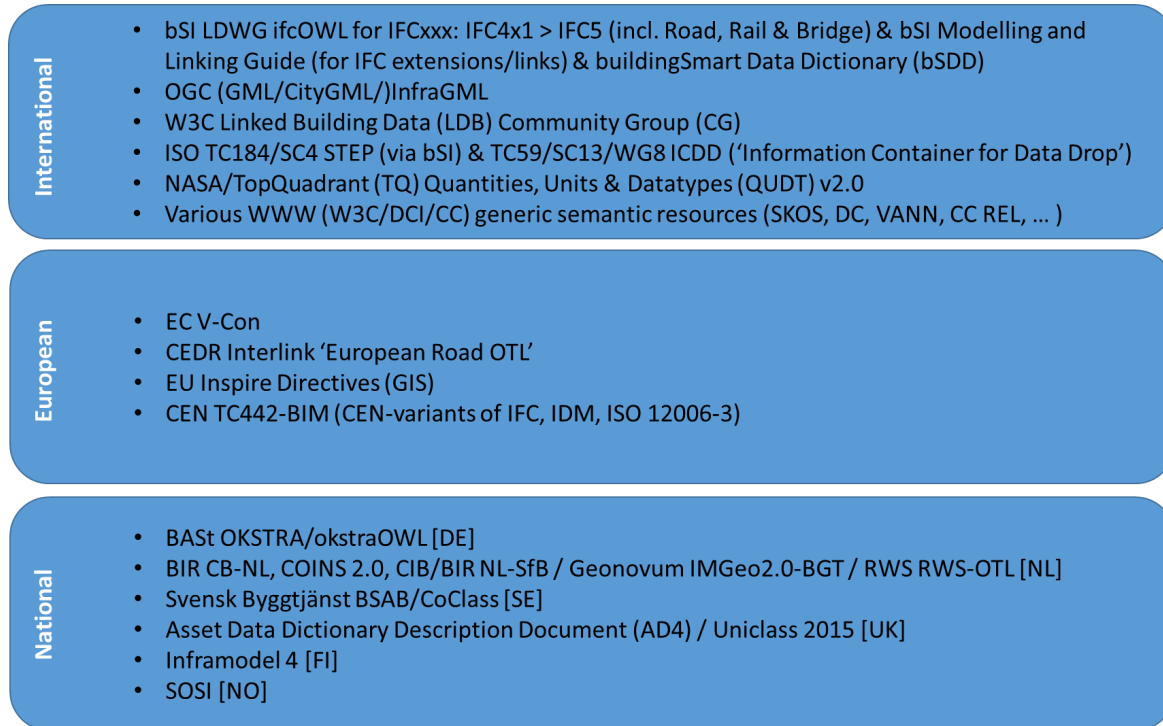 International
• bSI LDWG ifcOWL for IFCxxx: IFC4x1 > IFC5 (incl. Road, Rail & Bridge) & bSI Modelling and
Linking Guide (for IFC extensions/links) & buildingSmart Data Dictionary (bSDD)
• OGC (GML/CityGML/)InfraGML
• W3C Linked Building Data (LDB) Community Group (CG)
• ISO TC184/SC4 STEP (via bSI) & TC59/SC13/WG8 ICDD (‘Information Container for Data Drop’)
• NASA/TopQuadrant (TQ) Quantities, Units & Datatypes (QUDT) v2.0
• Various WWW (W3C/DCI/CC) generic semantic resources (SKOS, DC, VANN, CC REL, … )
European
• EC V-Con
• CEDR Interlink ‘European Road OTL’
• EU Inspire Directives (GIS)
• CEN TC442-BIM (CEN-variants of IFC, IDM, ISO 12006-3)
National
• BASt OKSTRA/okstraOWL [DE]
• BIR CB-NL, COINS 2.0, CIB/BIR NL-SfB / Geonovum IMGeo2.0-BGT / RWS RWS-OTL [NL]
• Svensk Byggtjänst BSAB/CoClass [SE]
• Asset Data Dictionary Description Document (AD4) / Uniclass 2015 [UK]
• Inframodel 4 [FI]
• SOSI [NO]